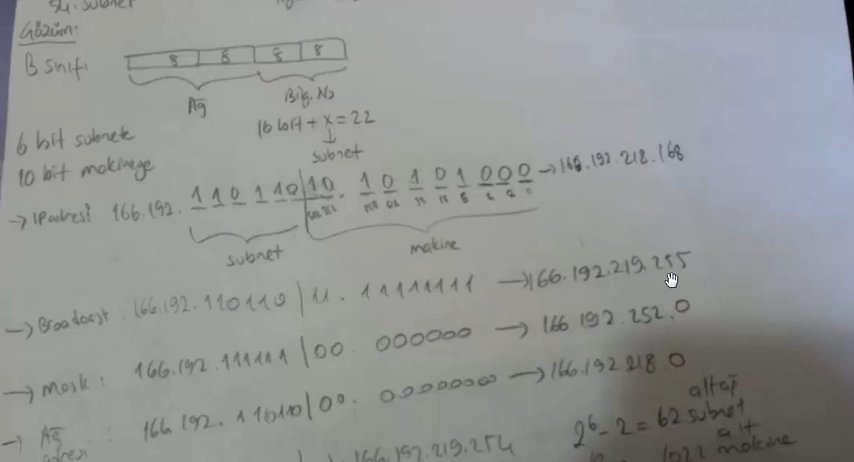 Sy. subnet
Çözüm:
B sınıfı 8 8 8 8
Ağ Bilg. No
16 bit + x = 22
subnet
6 bit subnete
10 bit makineye
→ IP adresi 166.192. 1 1 0 1 1 0 | 1 0 . 1 0 1 0 1 0 0 0 → 166.192.218.168
subnet makine
→ Broadcast : 166.192.110110 | 11 . 11111111 → 166.192.219.255
→ Mask : 166.192.111111 | 00 . 000000 → 166 192.252.0
→ Ağ 166.192.11010 | 00 . 00000000 → 166.192 218 0
adresi 166.192.219.254 2⁶ - 2 = 62 subnet
altağ
1022 makine